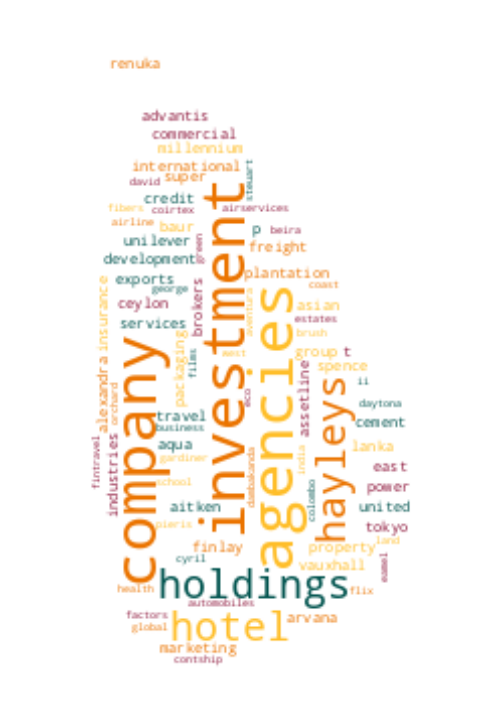 renuka
advantis
commercial
millennium
international
david
super
stewart
credit
fibers
coirtex
airservices
airline
baur
p
beira
unilever
green
freight
development
investment
plantation
exports
george
coast
insurance
ceylon
brokers
aventura
agencies
asian
services
estates
brush
packaging
films
west
group
t
company
spence
alexandra
orchard
eco
assetline
hayleys
ii
travel
daytona
business
cement
fintravel
industries
aqua
gardiner
india
lanka
school
dambakanda
east
power
aitken
colombo
united
pieris
tokyo
finlay
property
land
cyril
vauxhall
eamel
health
holdings
flix
automobiles
factors
global
hotel
arvana
marketing
contship